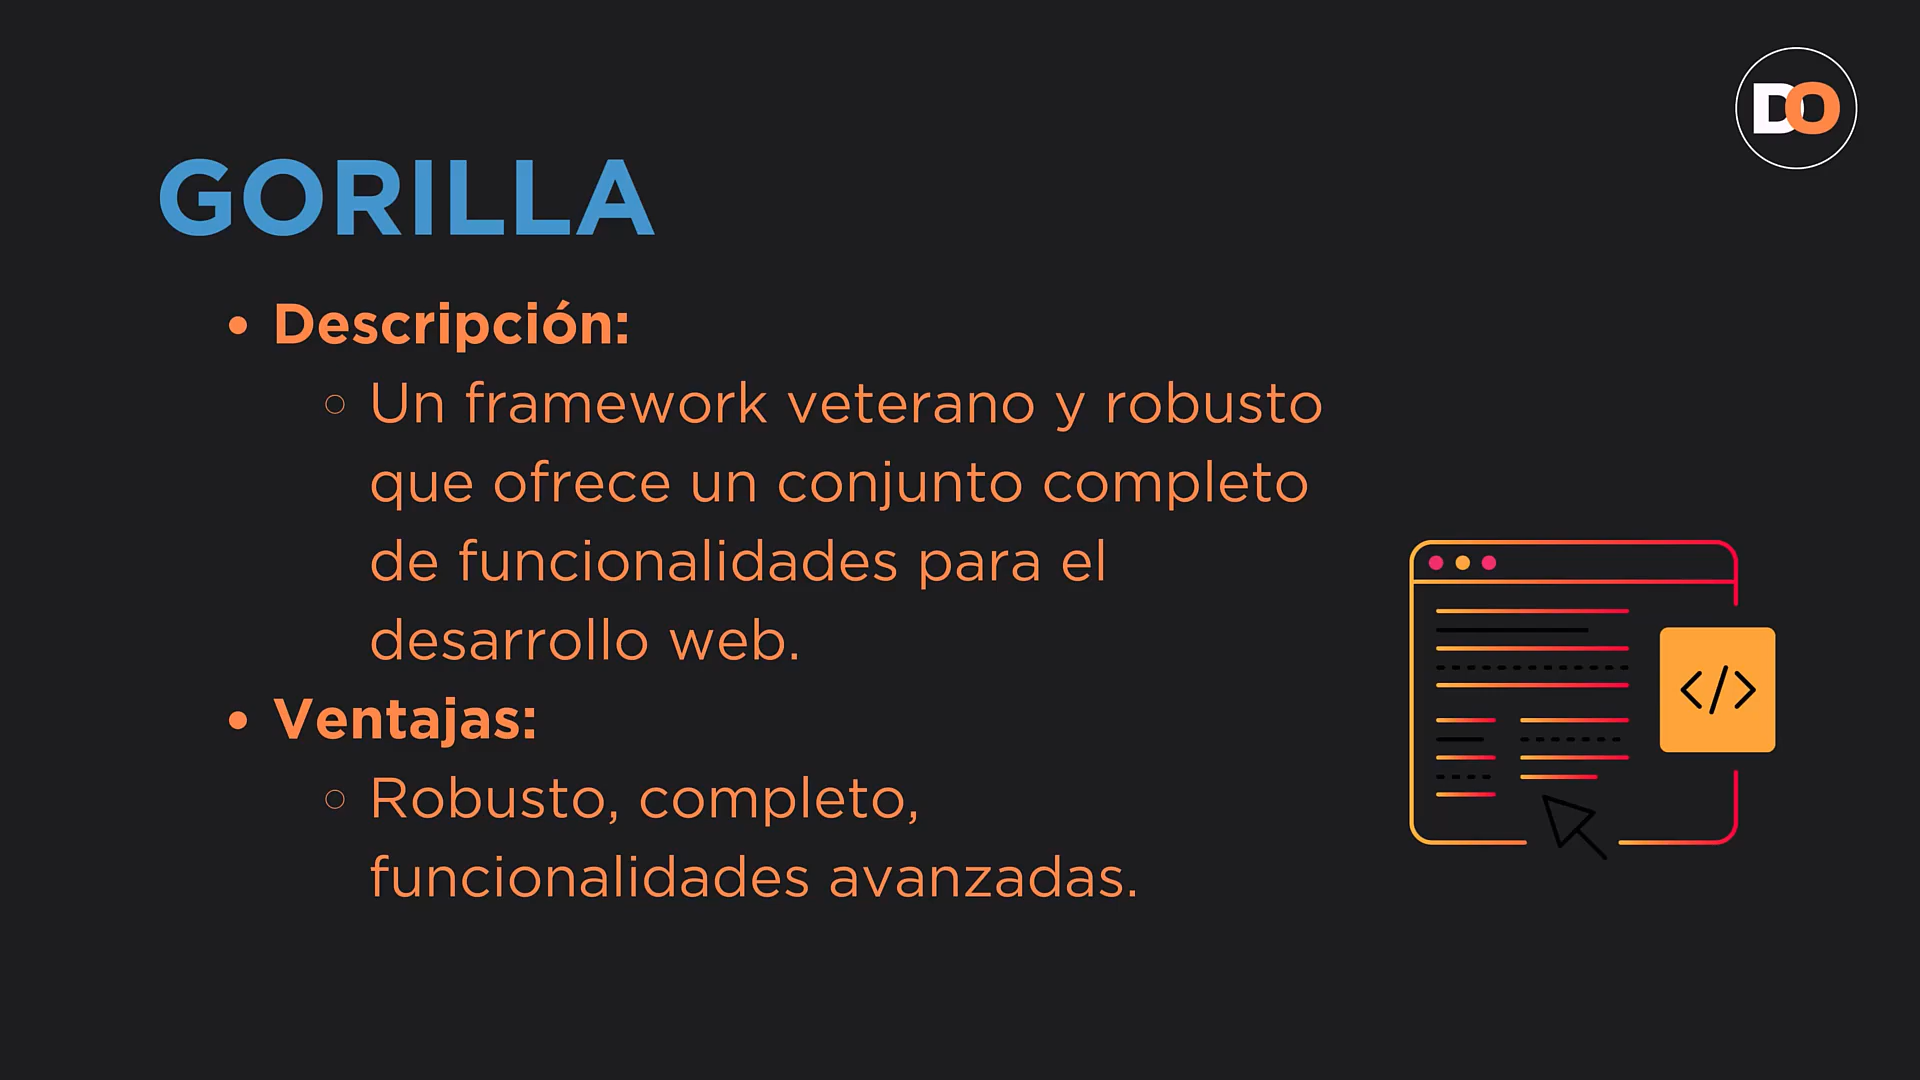 DO
GORILLA
• Descripción:
○ Un framework veterano y robusto
que ofrece un conjunto completo
de funcionalidades para el
desarrollo web.
• Ventajas:
○ Robusto, completo,
funcionalidades avanzadas.
</>